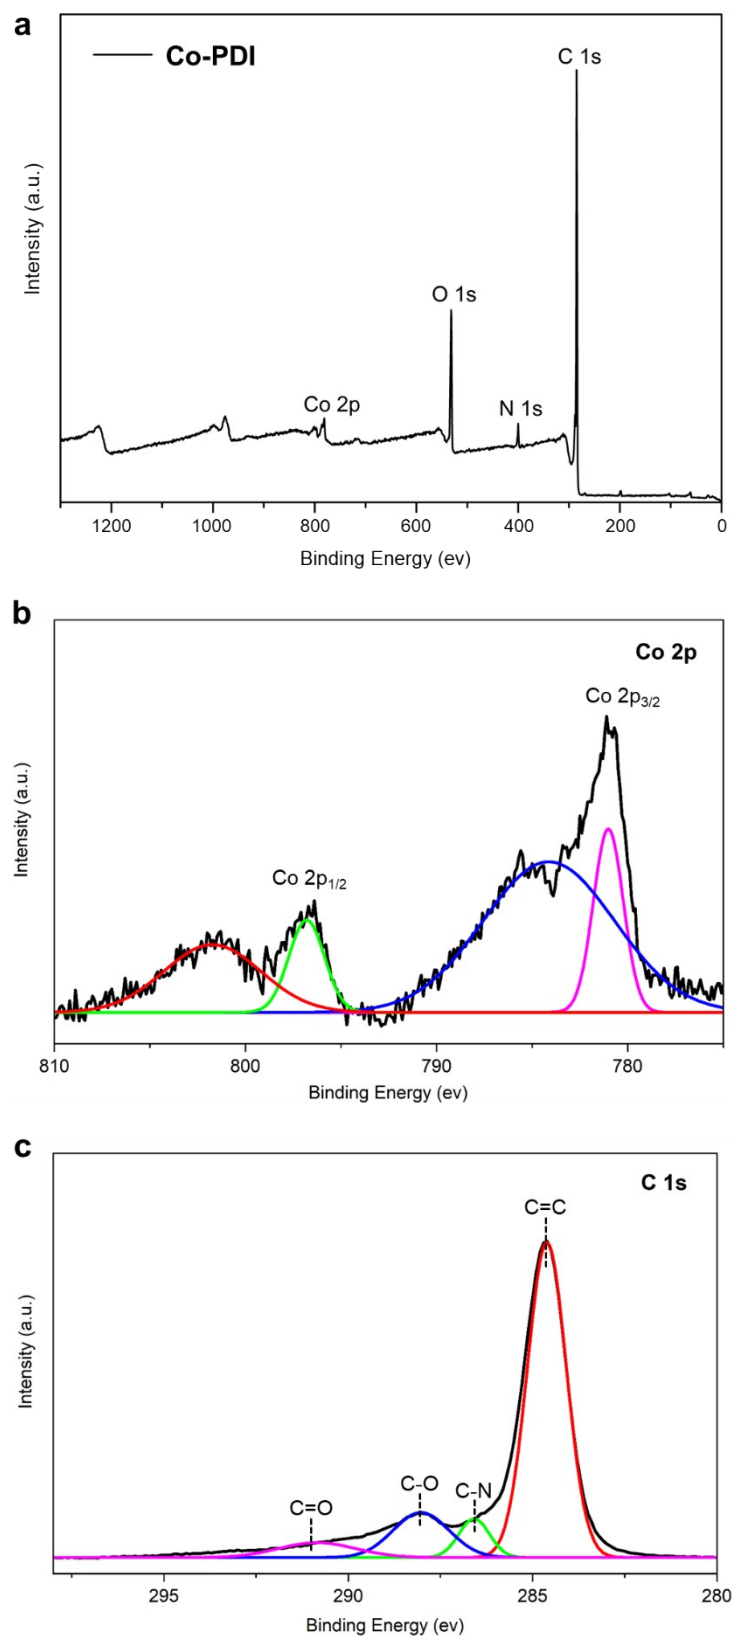 a
Co-PDI
C 1s
O 1s
Co 2p
N 1s
Intensity (a.u.)
1200 1000 800 600 400 200 0
Binding Energy (ev)
b
Co 2p
Co 2p3/2
Co 2p1/2
Intensity (a.u.)
810 800 790 780
Binding Energy (ev)
c
C 1s
C=C
C-O
C-N
C=O
Intensity (a.u.)
295 290 285 280
Binding Energy (ev)